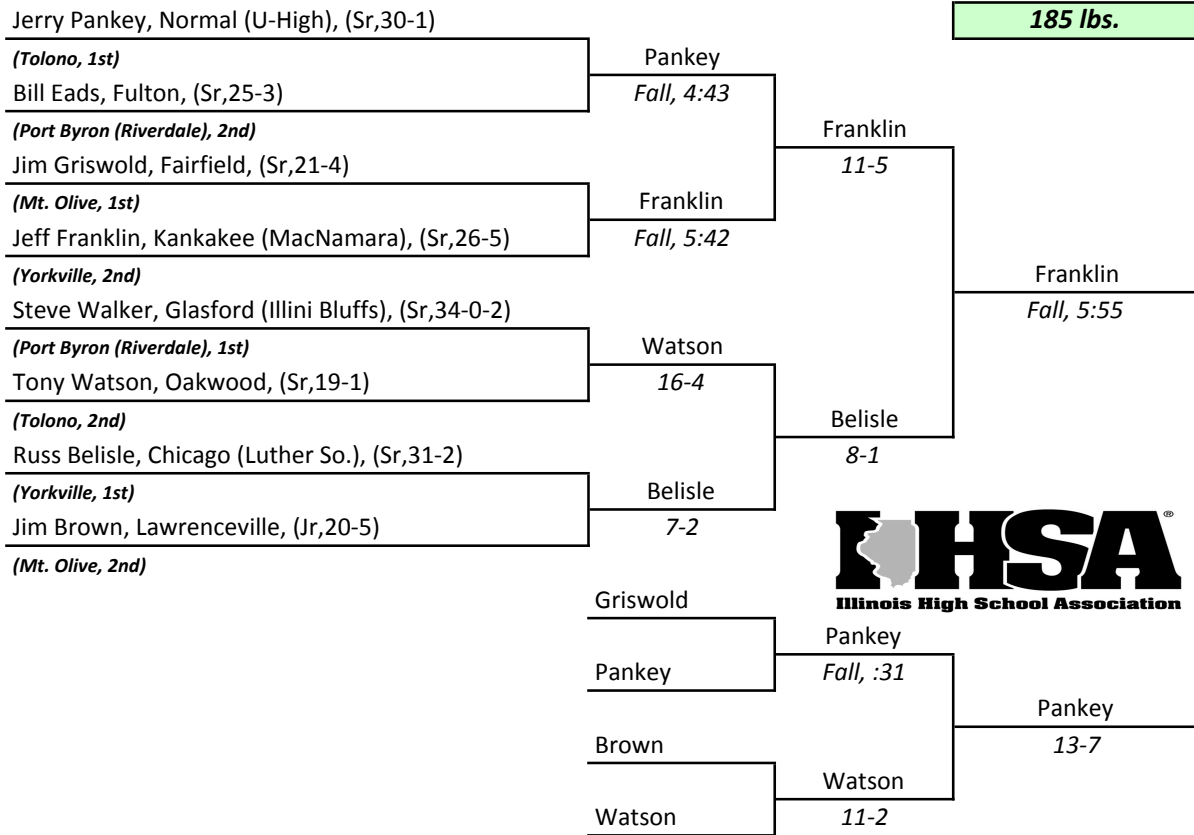 Jerry Pankey, Normal (U-High), (Sr,30-1)
185 lbs.
(Tolono, 1st)
Pankey
Bill Eads, Fulton, (Sr,25-3)
Fall, 4:43
(Port Byron (Riverdale), 2nd)
Franklin
Jim Griswold, Fairfield, (Sr,21-4)
11-5
(Mt. Olive, 1st)
Franklin
Jeff Franklin, Kankakee (MacNamara), (Sr,26-5)
Fall, 5:42
(Yorkville, 2nd)
Franklin
Steve Walker, Glasford (Illini Bluffs), (Sr,34-0-2)
Fall, 5:55
(Port Byron (Riverdale), 1st)
Watson
Tony Watson, Oakwood, (Sr,19-1)
16-4
(Tolono, 2nd)
Belisle
Russ Belisle, Chicago (Luther So.), (Sr,31-2)
8-1
(Yorkville, 1st)
Belisle
Jim Brown, Lawrenceville, (Jr,20-5)
7-2
(Mt. Olive, 2nd)
IHSA®
Illinois High School Association
Griswold
Pankey
Pankey
Fall, :31
Pankey
Brown
13-7
Watson
Watson
11-2